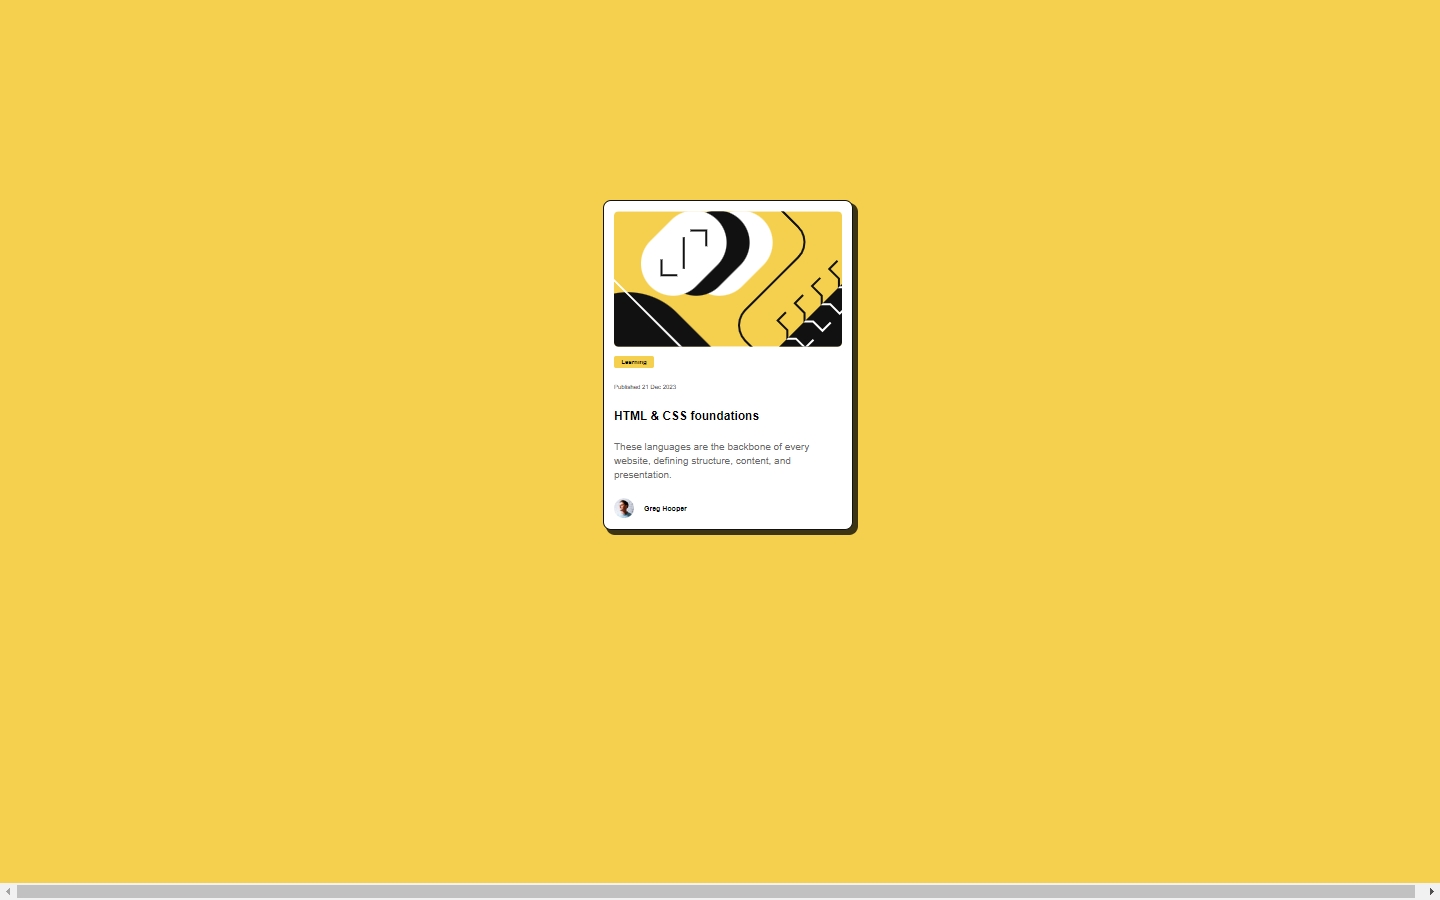 Learning
Published 21 Dec 2023
HTML & CSS foundations
These languages are the backbone of every
website, defining structure, content, and
presentation.
Greg Hooper